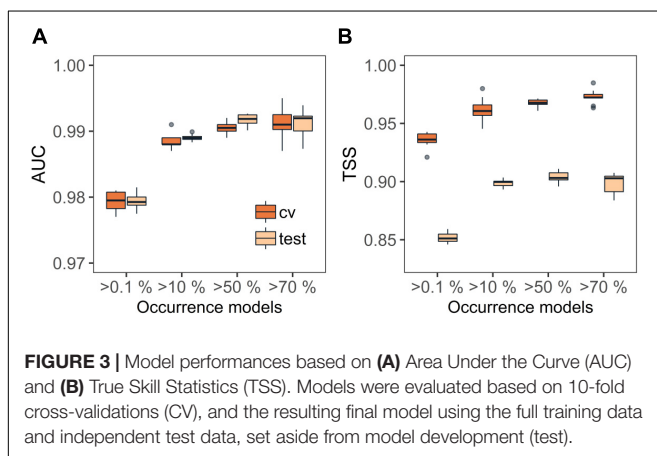 A
B
1.00
0.99
0.98
0.97
AUC
cv
test
>0.1 % >10 % >50 % >70 %
Occurrence models
1.00
0.95
0.90
0.85
TSS
>0.1 % >10 % >50 % >70 %
Occurrence models
FIGURE 3 | Model performances based on (A) Area Under the Curve (AUC)
and (B) True Skill Statistics (TSS). Models were evaluated based on 10-fold
cross-validations (CV), and the resulting final model using the full training data
and independent test data, set aside from model development (test).